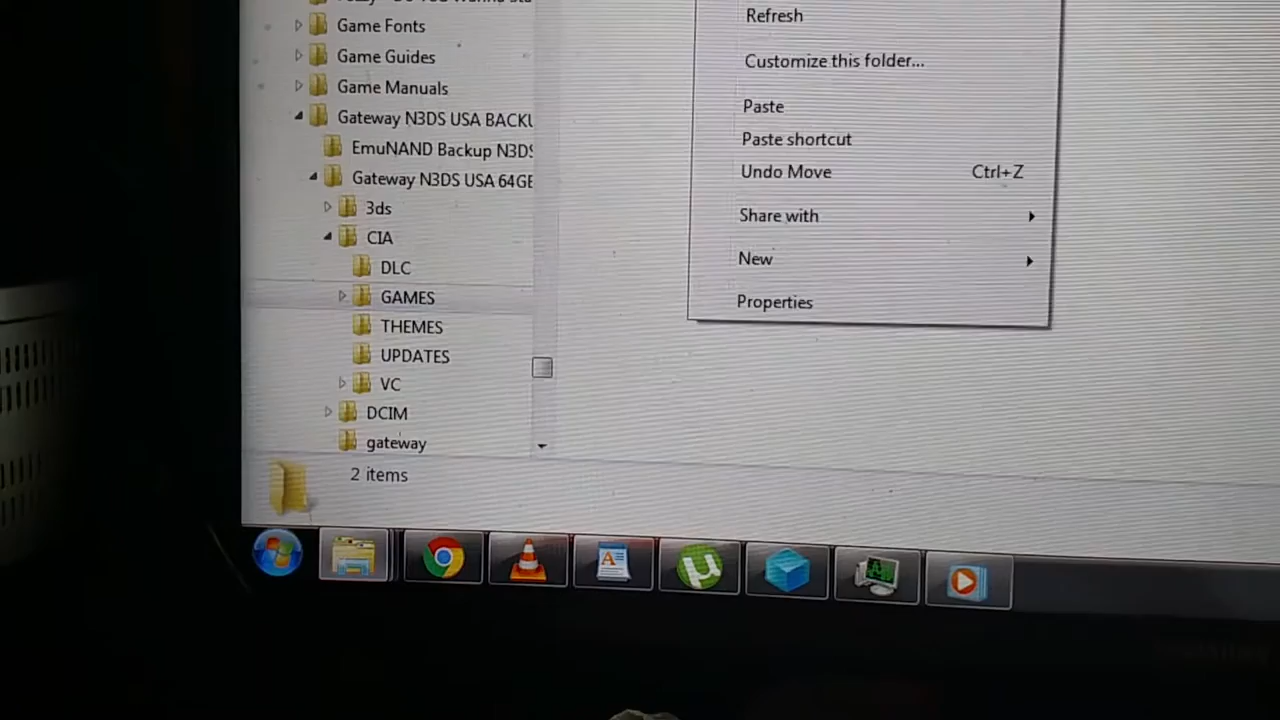 Game Fonts
Game Guides
Game Manuals
Gateway N3DS USA BACKU
EmuNAND Backup N3DS
Gateway N3DS USA 64GB
3ds
CIA
DLC
GAMES
THEMES
UPDATES
VC
DCIM
gateway
2 items
Refresh
Customize this folder...
Paste
Paste shortcut
Undo Move Ctrl+Z
Share with
New
Properties